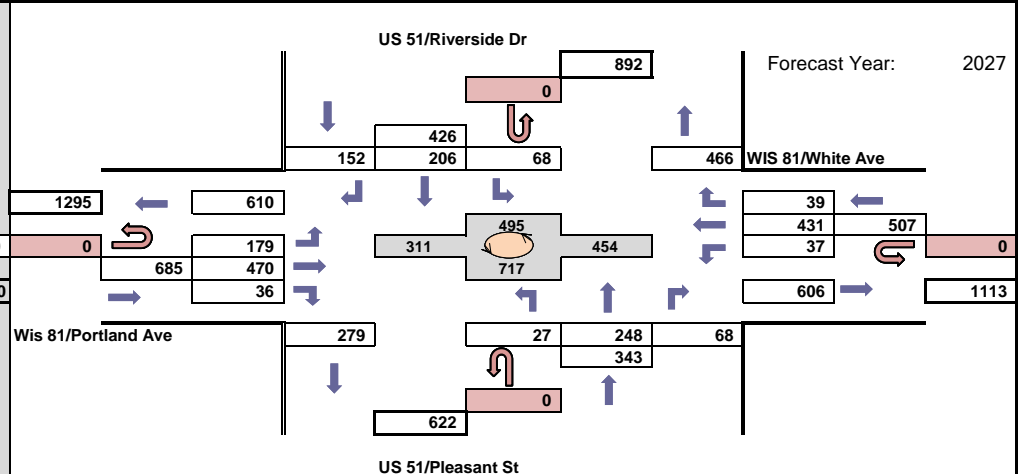 US 51/Riverside Dr
892
Forecast Year: 2027
0
426
152 206 68 466 WIS 81/White Ave
1295 610 39
179 495 431 507
0 311 454 0
685 470 717 37
36 606 1113
0
Wis 81/Portland Ave 279 27 248 68
343
0
622
US 51/Pleasant St